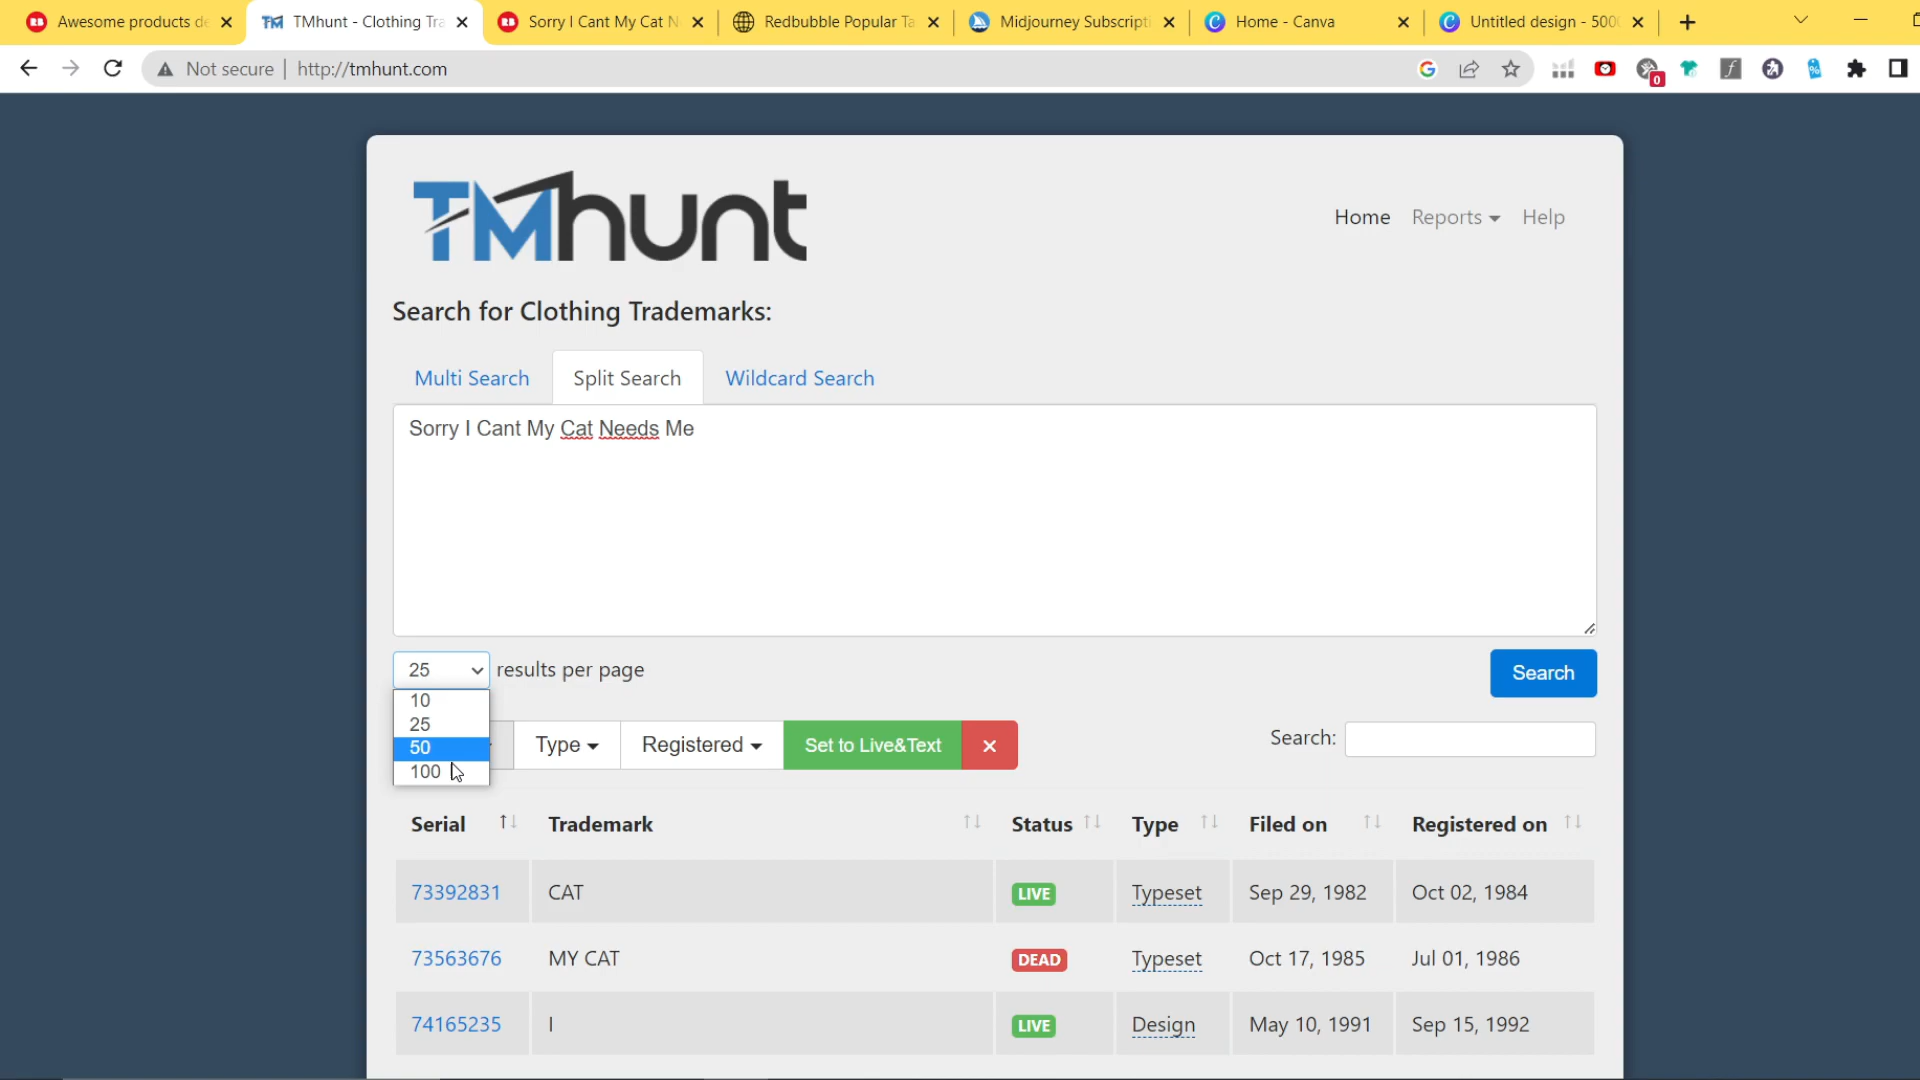 Awesome products de
TMhunt - Clothing Tra
Sorry I Cant My Cat N
Redbubble Popular Ta
Midjourney Subscripti
Home - Canva
Untitled design - 500
Not secure | http://tmhunt.com
0
TMhunt
Home Reports Help
Search for Clothing Trademarks:
Multi Search Split Search Wildcard Search
Sorry I Cant My Cat Needs Me
25 results per page Search
10
25
50
100
Type Registered Set to Live&Text × Search:
Serial Trademark Status Type Filed on Registered on
73392831 CAT LIVE Typeset Sep 29, 1982 Oct 02, 1984
73563676 MY CAT DEAD Typeset Oct 17, 1985 Jul 01, 1986
74165235 I LIVE Design May 10, 1991 Sep 15, 1992